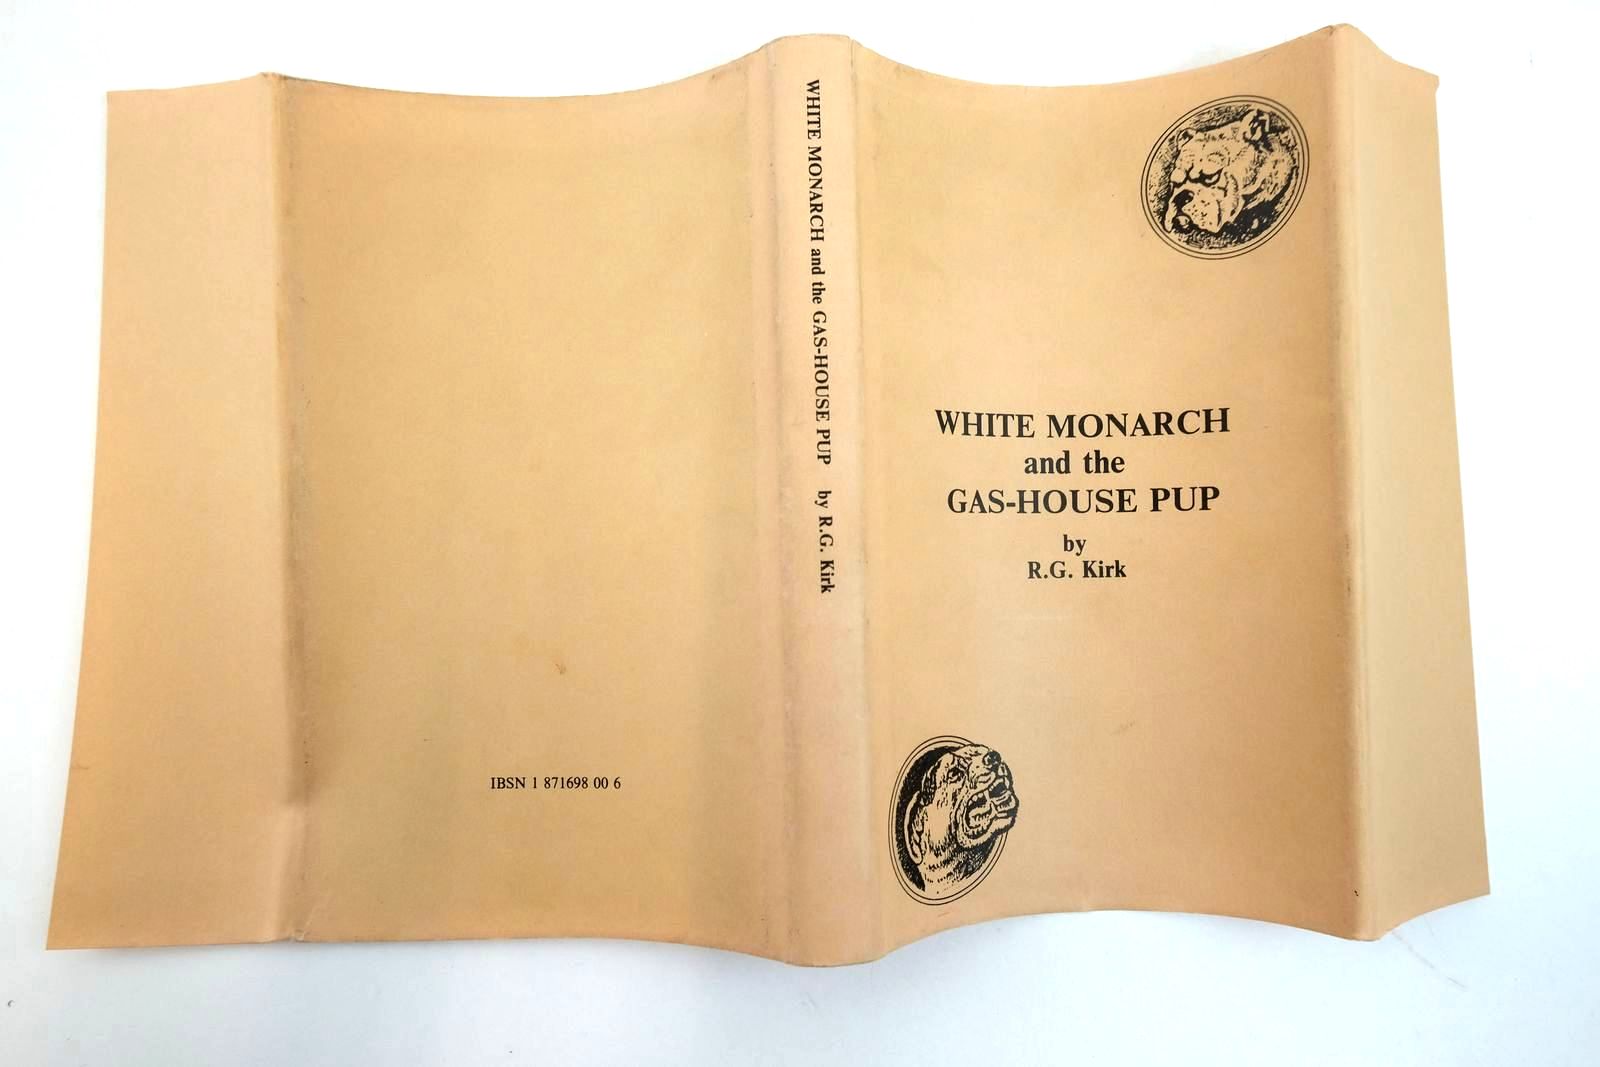 IBSN 1 871698 00 6
WHITE MONARCH and the GAS-HOUSE PUP by R.G. Kirk
WHITE MONARCH
and the
GAS-HOUSE PUP
by
R.G. Kirk